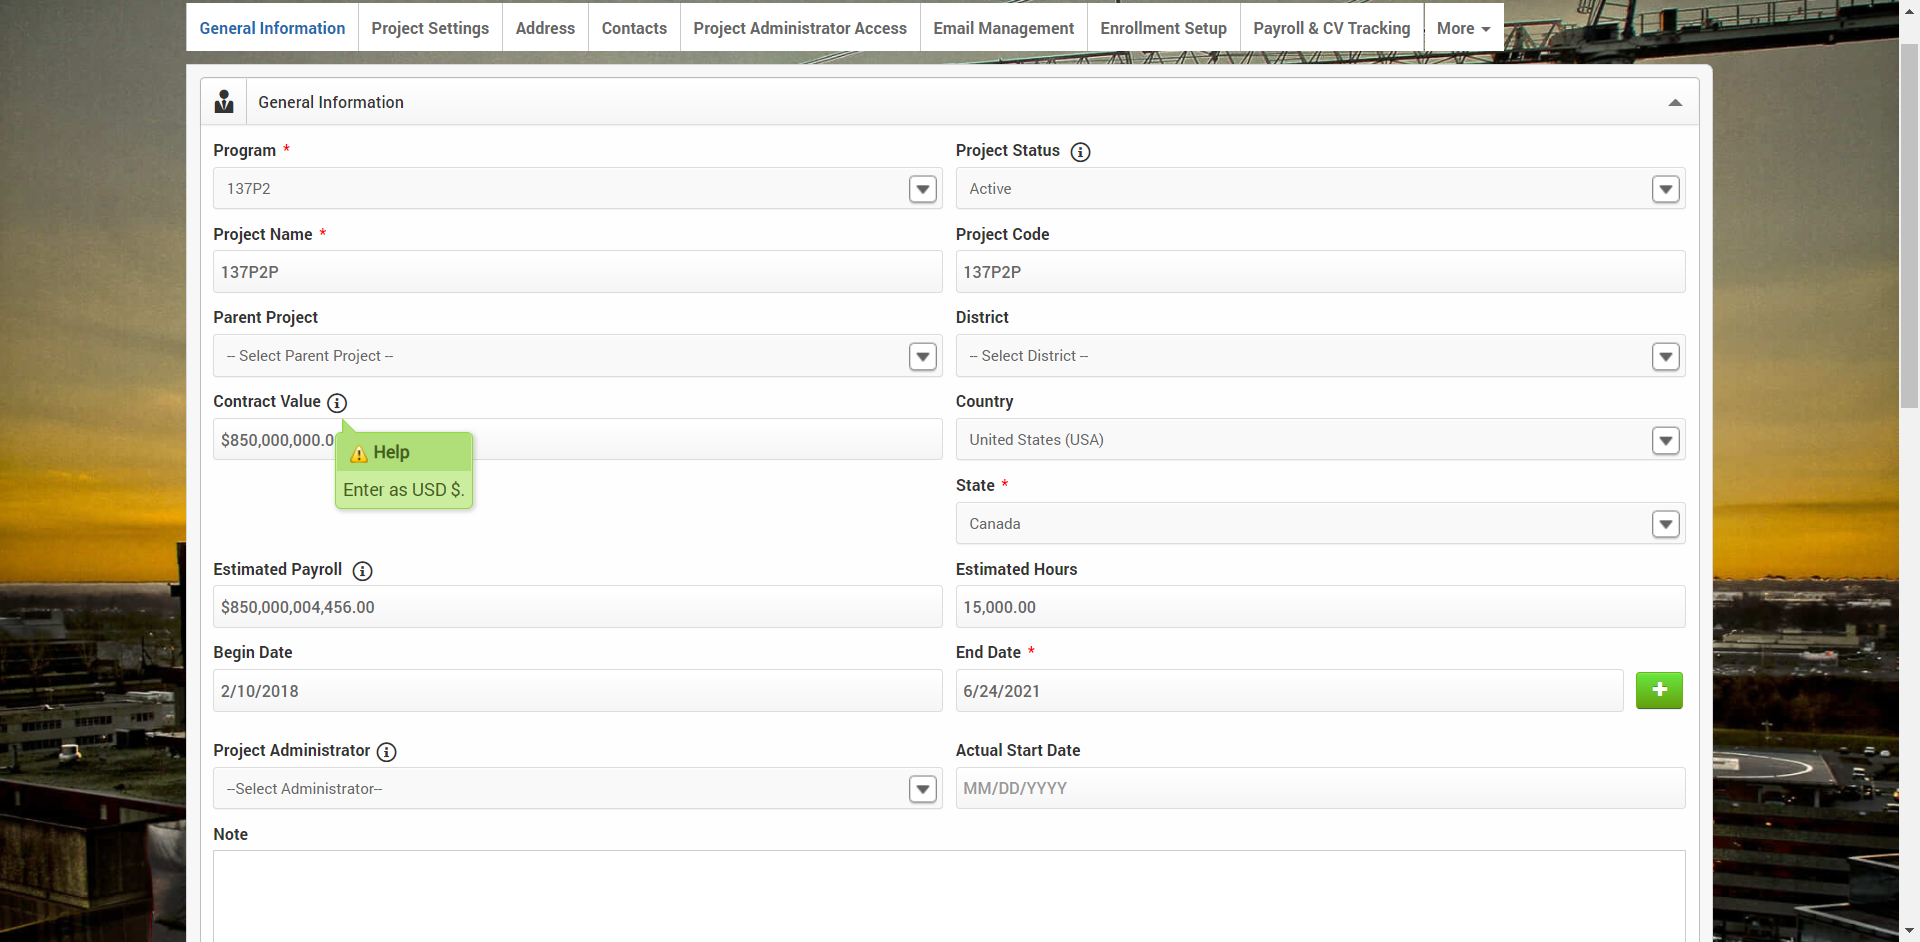 General Information
Project Settings
Address
Contacts
Project Administrator Access
Email Management
Enrollment Setup
Payroll & CV Tracking
More
General Information
Program *
Project Status
137P2
Active
Project Name *
Project Code
137P2P
137P2P
Parent Project
District
-- Select Parent Project --
-- Select District --
Contract Value
Country
$850,000,000.0
United States (USA)
Help
Enter as USD $.
State *
Canada
Estimated Payroll
Estimated Hours
$850,000,004,456.00
15,000.00
Begin Date
End Date *
2/10/2018
6/24/2021
Project Administrator
Actual Start Date
--Select Administrator--
MM/DD/YYYY
Note